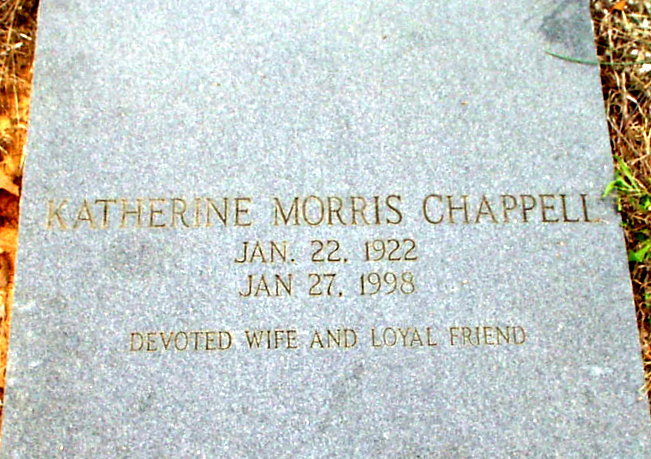 KATHERINE MORRIS CHAPPELL
JAN. 22, 1922
JAN 27, 1998
DEVOTED WIFE AND LOYAL FRIEND